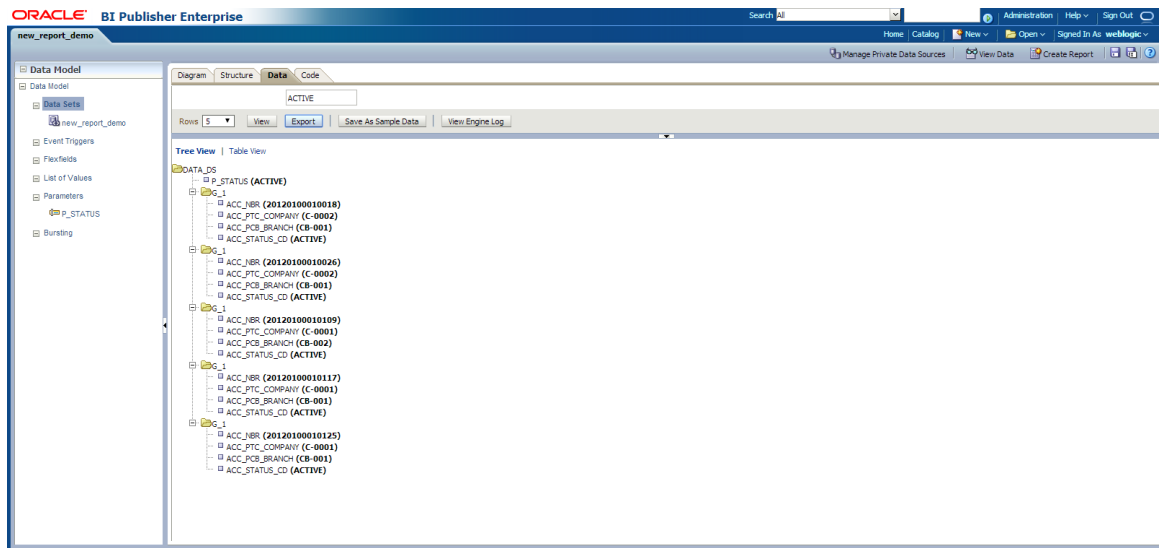 ORACLE BI Publisher Enterprise Search All Administration Help Sign Out
new_report_demo Home Catalog New Open Signed In As weblogic
Manage Private Data Sources View Data Create Report
Data Model
Data Model
Data Sets
new_report_demo
Event Triggers
Flexfields
List of Values
Parameters
P_STATUS
Bursting
Diagram Structure Data Code
ACTIVE
Rows 5 View Export Save As Sample Data View Engine Log
Tree View | Table View
DATA_DS
P_STATUS (ACTIVE)
G_1
ACC_NBR (20120100010018)
ACC_PTC_COMPANY (C-0002)
ACC_PCB_BRANCH (CB-001)
ACC_STATUS_CD (ACTIVE)
G_1
ACC_NBR (20120100010026)
ACC_PTC_COMPANY (C-0002)
ACC_PCB_BRANCH (CB-001)
ACC_STATUS_CD (ACTIVE)
G_1
ACC_NBR (20120100010109)
ACC_PTC_COMPANY (C-0001)
ACC_PCB_BRANCH (CB-002)
ACC_STATUS_CD (ACTIVE)
G_1
ACC_NBR (20120100010117)
ACC_PTC_COMPANY (C-0001)
ACC_PCB_BRANCH (CB-001)
ACC_STATUS_CD (ACTIVE)
G_1
ACC_NBR (20120100010125)
ACC_PTC_COMPANY (C-0001)
ACC_PCB_BRANCH (CB-001)
ACC_STATUS_CD (ACTIVE)